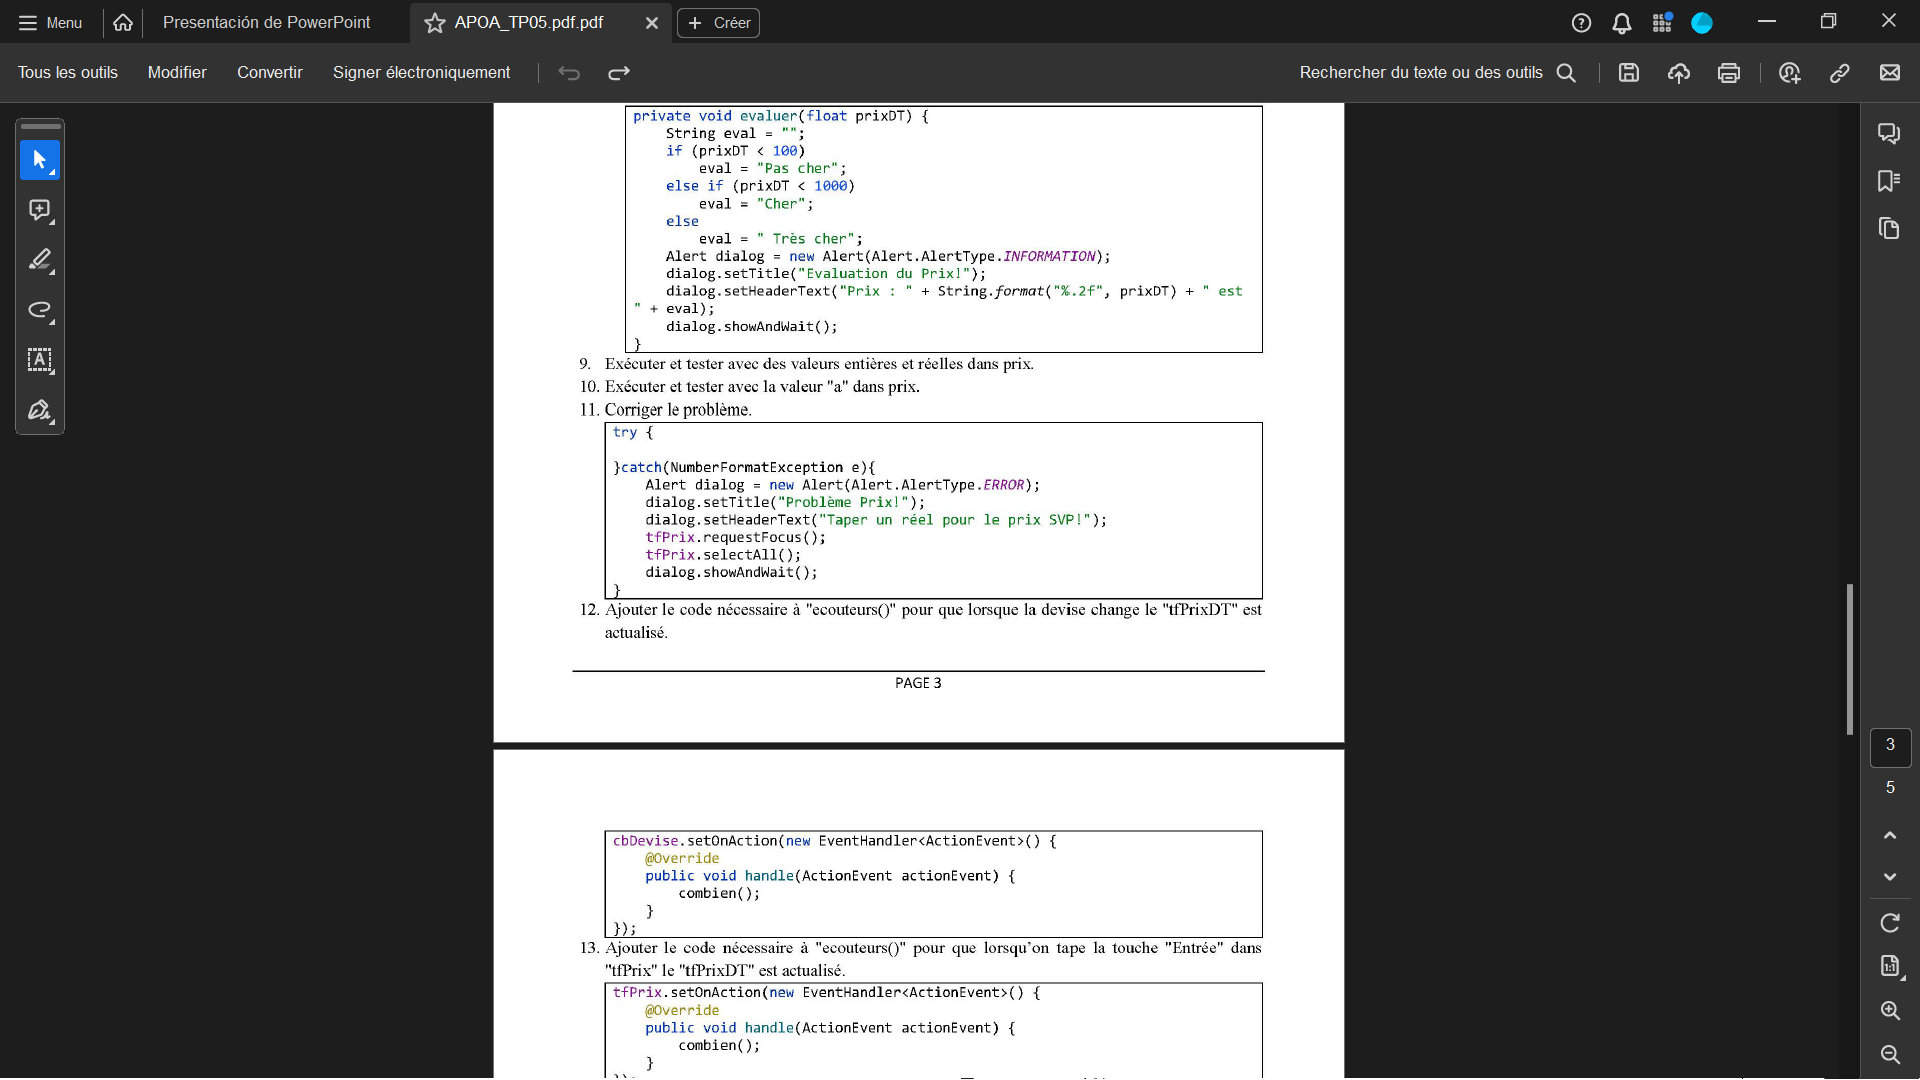 Menu
Presentación de PowerPoint
APOA_TP05.pdf.pdf
Créer
Tous les outils
Modifier
Convertir
Signer électroniquement
Rechercher du texte ou des outils
private void evaluer(float prixDT) {
String eval = "";
if (prixDT < 100)
eval = "Pas cher";
else if (prixDT < 1000)
eval = "Cher";
else
eval = " Très cher";
Alert dialog = new Alert(Alert.AlertType.INFORMATION);
dialog.setTitle("Evaluation du Prix!");
dialog.setHeaderText("Prix : " + String.format("%.2f", prixDT) + " est
" + eval);
dialog.showAndWait();
}
9. Exécuter et tester avec des valeurs entières et réelles dans prix.
10. Exécuter et tester avec la valeur "a" dans prix.
11. Corriger le problème.
try {
}catch(NumberFormatException e){
Alert dialog = new Alert(Alert.AlertType.ERROR);
dialog.setTitle("Problème Prix!");
dialog.setHeaderText("Taper un réel pour le prix SVP!");
tfPrix.requestFocus();
tfPrix.selectAll();
dialog.showAndWait();
}
12. Ajouter le code nécessaire à "ecouteurs()" pour que lorsque la devise change le "tfPrixDT" est
actualisé.
PAGE 3
cbDevise.setOnAction(new EventHandler<ActionEvent>() {
@Override
public void handle(ActionEvent actionEvent) {
combien();
}
});
13. Ajouter le code nécessaire à "ecouteurs()" pour que lorsqu'on tape la touche "Entrée" dans
"tfPrix" le "tfPrixDT" est actualisé.
tfPrix.setOnAction(new EventHandler<ActionEvent>() {
@Override
public void handle(ActionEvent actionEvent) {
combien();
}
3
5
1:1